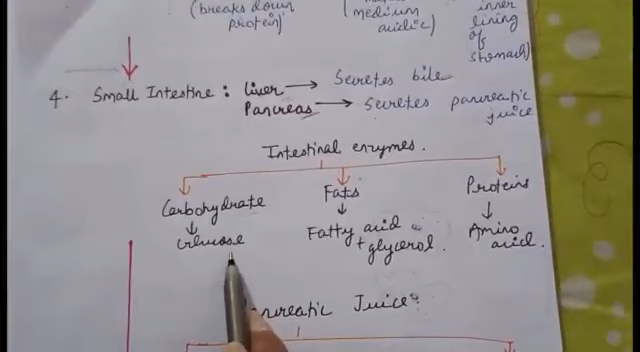 (breaks down protein)
medium acidic)
inner lining of stomach)
4. Small Intestine : Liver → Secretes bile
Pancreas → Secretes pancreatic juice
Intestinal enzymes.
Carbohydrate
Fats
Proteins
↓
↓
↓
Glucose
Fatty acid + glycerol.
Amino acid.
Juice